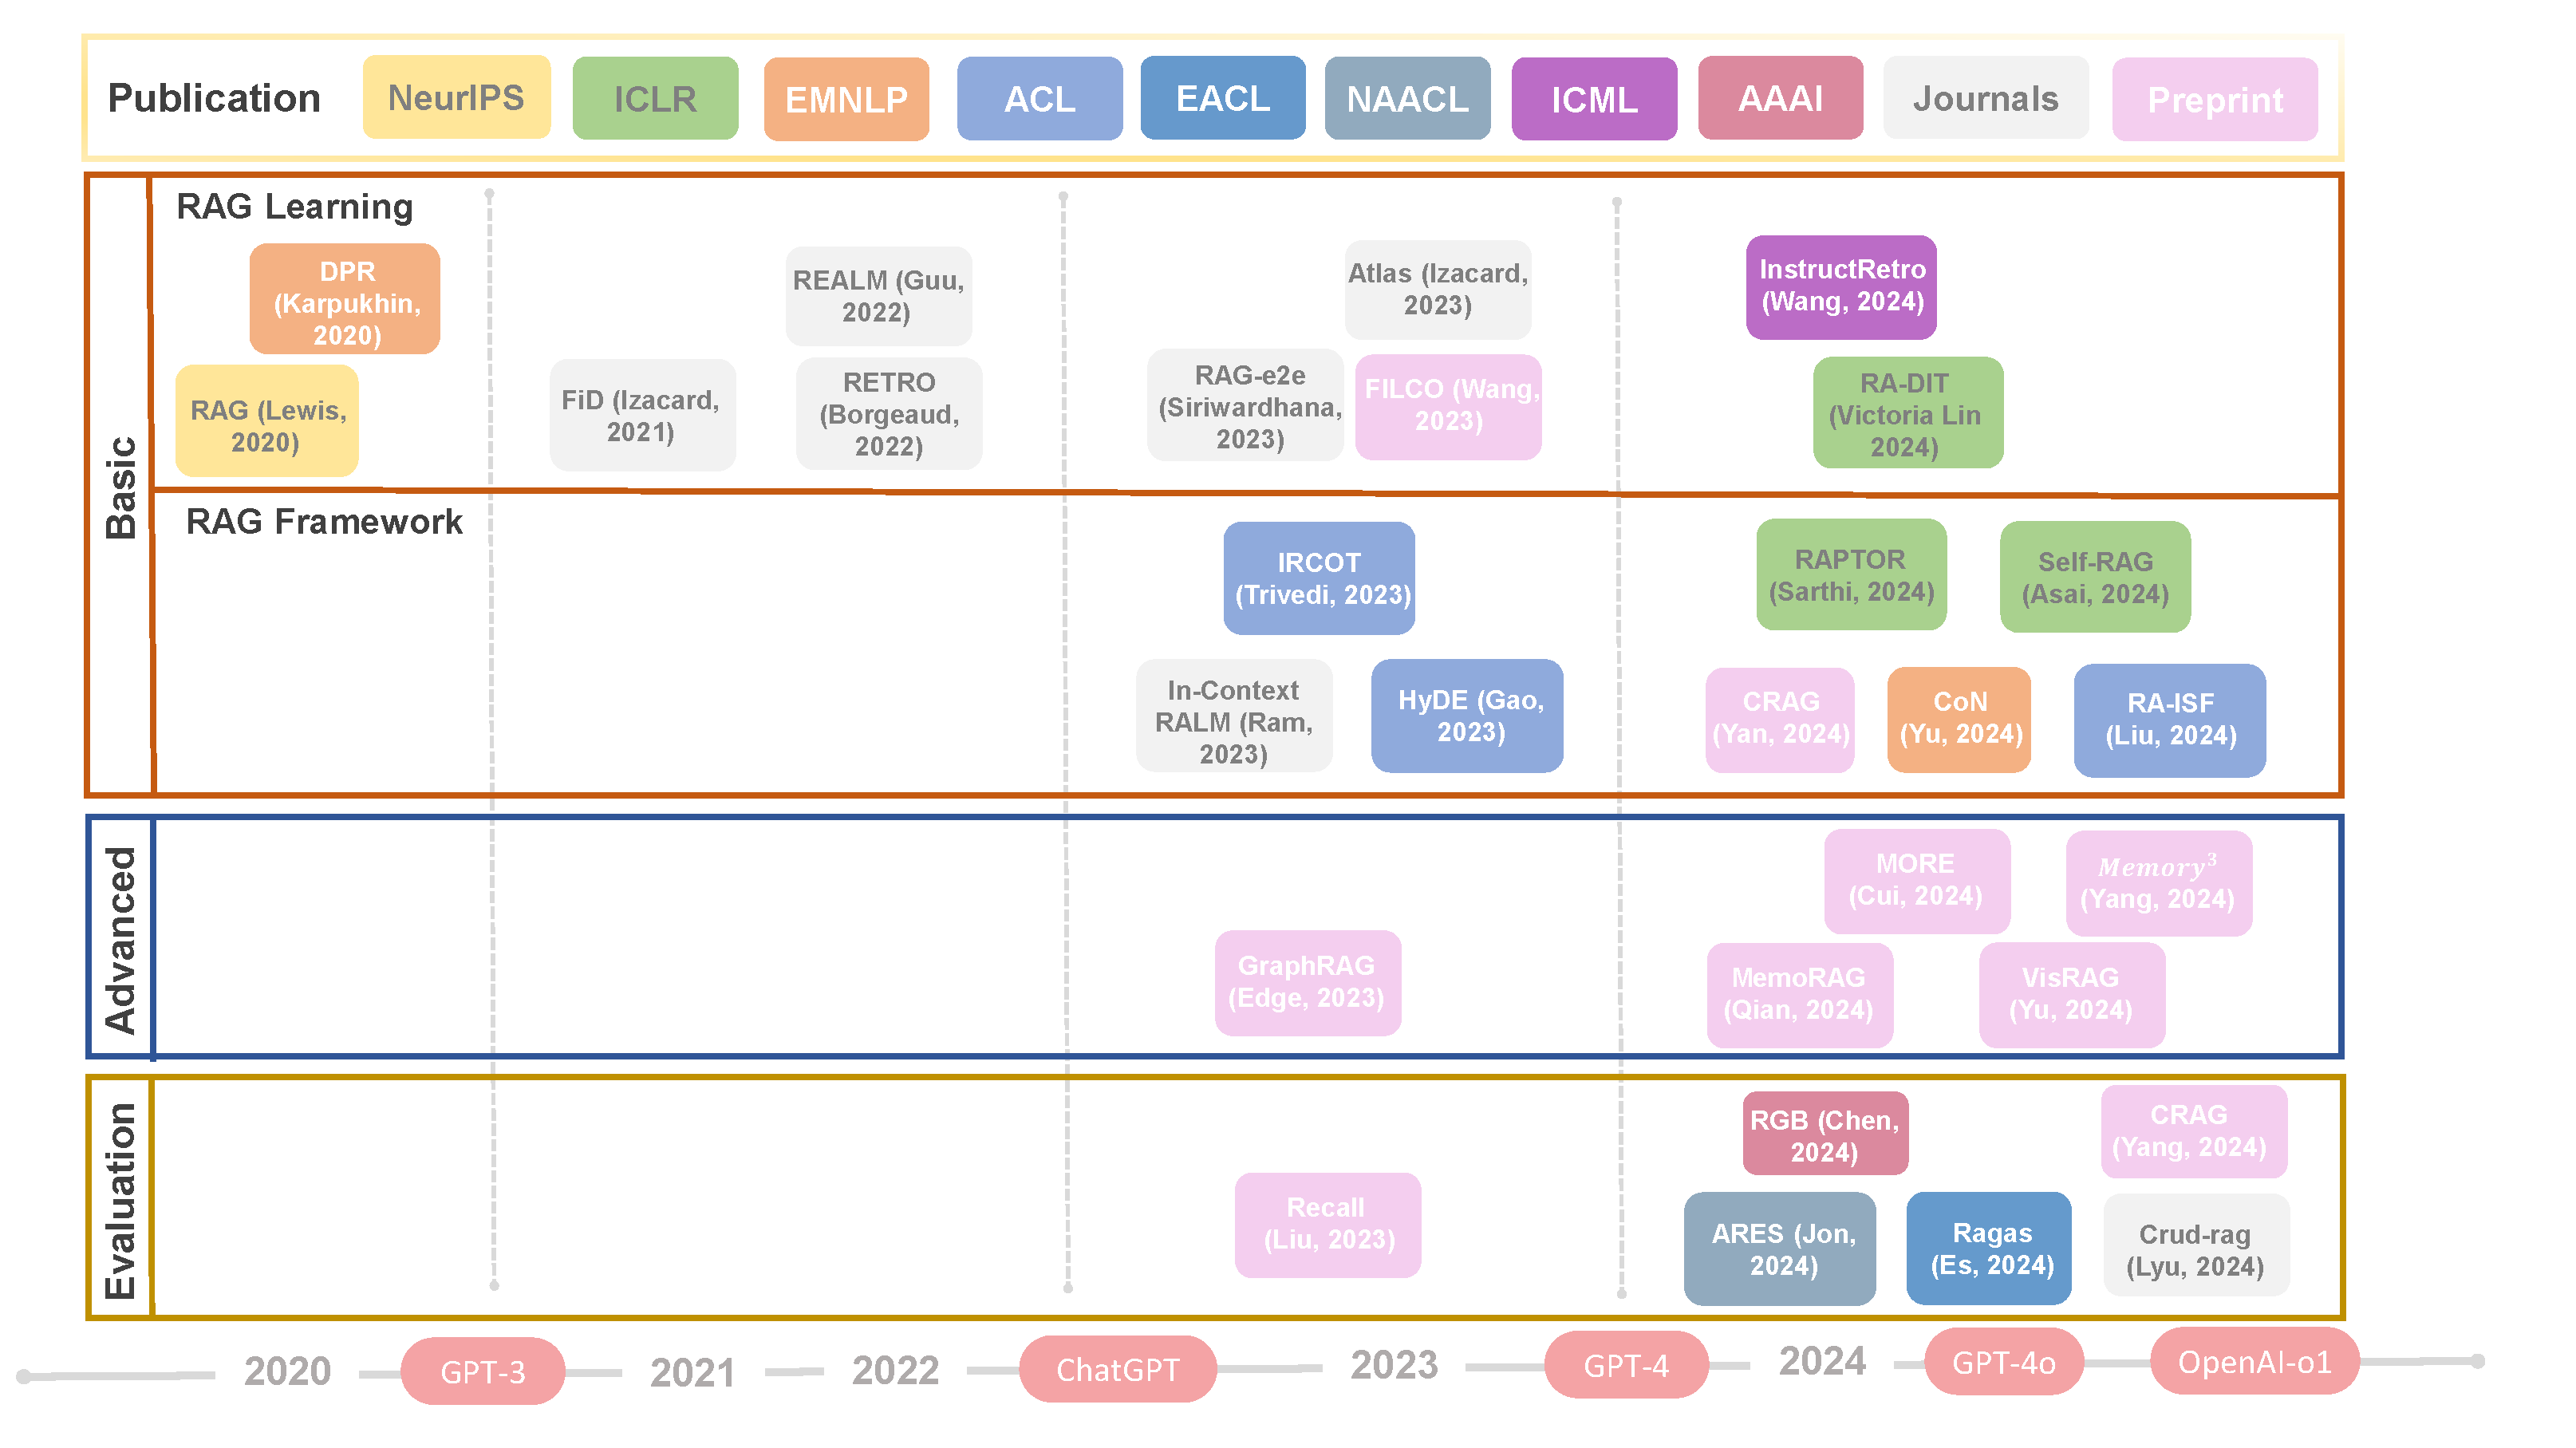 Publication
NeurIPS
ICLR
EMNLP
ACL
EACL
NAACL
ICML
AAAI
Journals
Preprint
Basic
RAG Learning
DPR
(Karpukhin,
2020)
RAG (Lewis,
2020)
FiD (Izacard,
2021)
REALM (Guu,
2022)
RETRO
(Borgeaud,
2022)
Atlas (Izacard,
2023)
RAG-e2e
(Siriwardhana,
2023)
FILCO (Wang,
2023)
InstructRetro
(Wang, 2024)
RA-DIT
(Victoria Lin
2024)
RAG Framework
IRCOT
(Trivedi, 2023)
In-Context
RALM (Ram,
2023)
HyDE (Gao,
2023)
RAPTOR
(Sarthi, 2024)
Self-RAG
(Asai, 2024)
CRAG
(Yan, 2024)
CoN
(Yu, 2024)
RA-ISF
(Liu, 2024)
Advanced
GraphRAG
(Edge, 2023)
MORE
(Cui, 2024)
Memory³
(Yang, 2024)
MemoRAG
(Qian, 2024)
VisRAG
(Yu, 2024)
Evaluation
Recall
(Liu, 2023)
RGB (Chen,
2024)
CRAG
(Yang, 2024)
ARES (Jon,
2024)
Ragas
(Es, 2024)
Crud-rag
(Lyu, 2024)
2020
GPT-3
2021
2022
ChatGPT
2023
GPT-4
2024
GPT-4o
OpenAI-o1